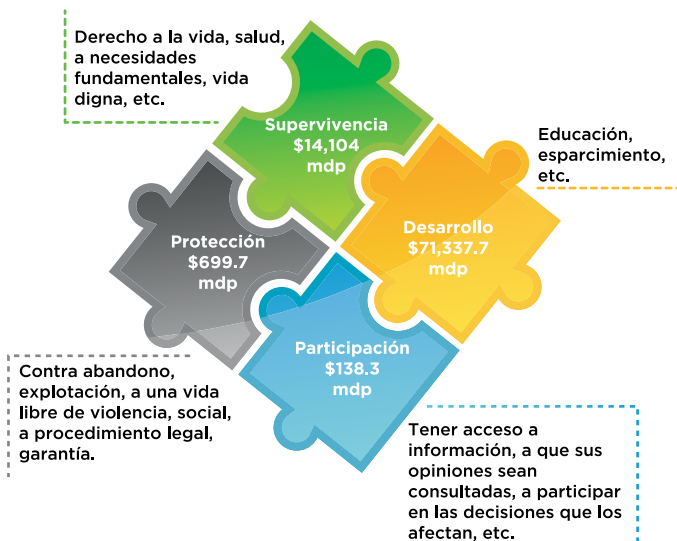 Derecho a la vida, salud,
a necesidades
fundamentales, vida
digna, etc.
Supervivencia
$14,104
mdp
Educación,
esparcimiento,
etc.
Desarrollo
$71,337.7
mdp
Protección
$699.7
mdp
Participación
$138.3
mdp
Contra abandono,
explotación, a una vida
libre de violencia, social,
a procedimiento legal,
garantía.
Tener acceso a
información, a que sus
opiniones sean
consultadas, a participar
en las decisiones que los
afectan, etc.